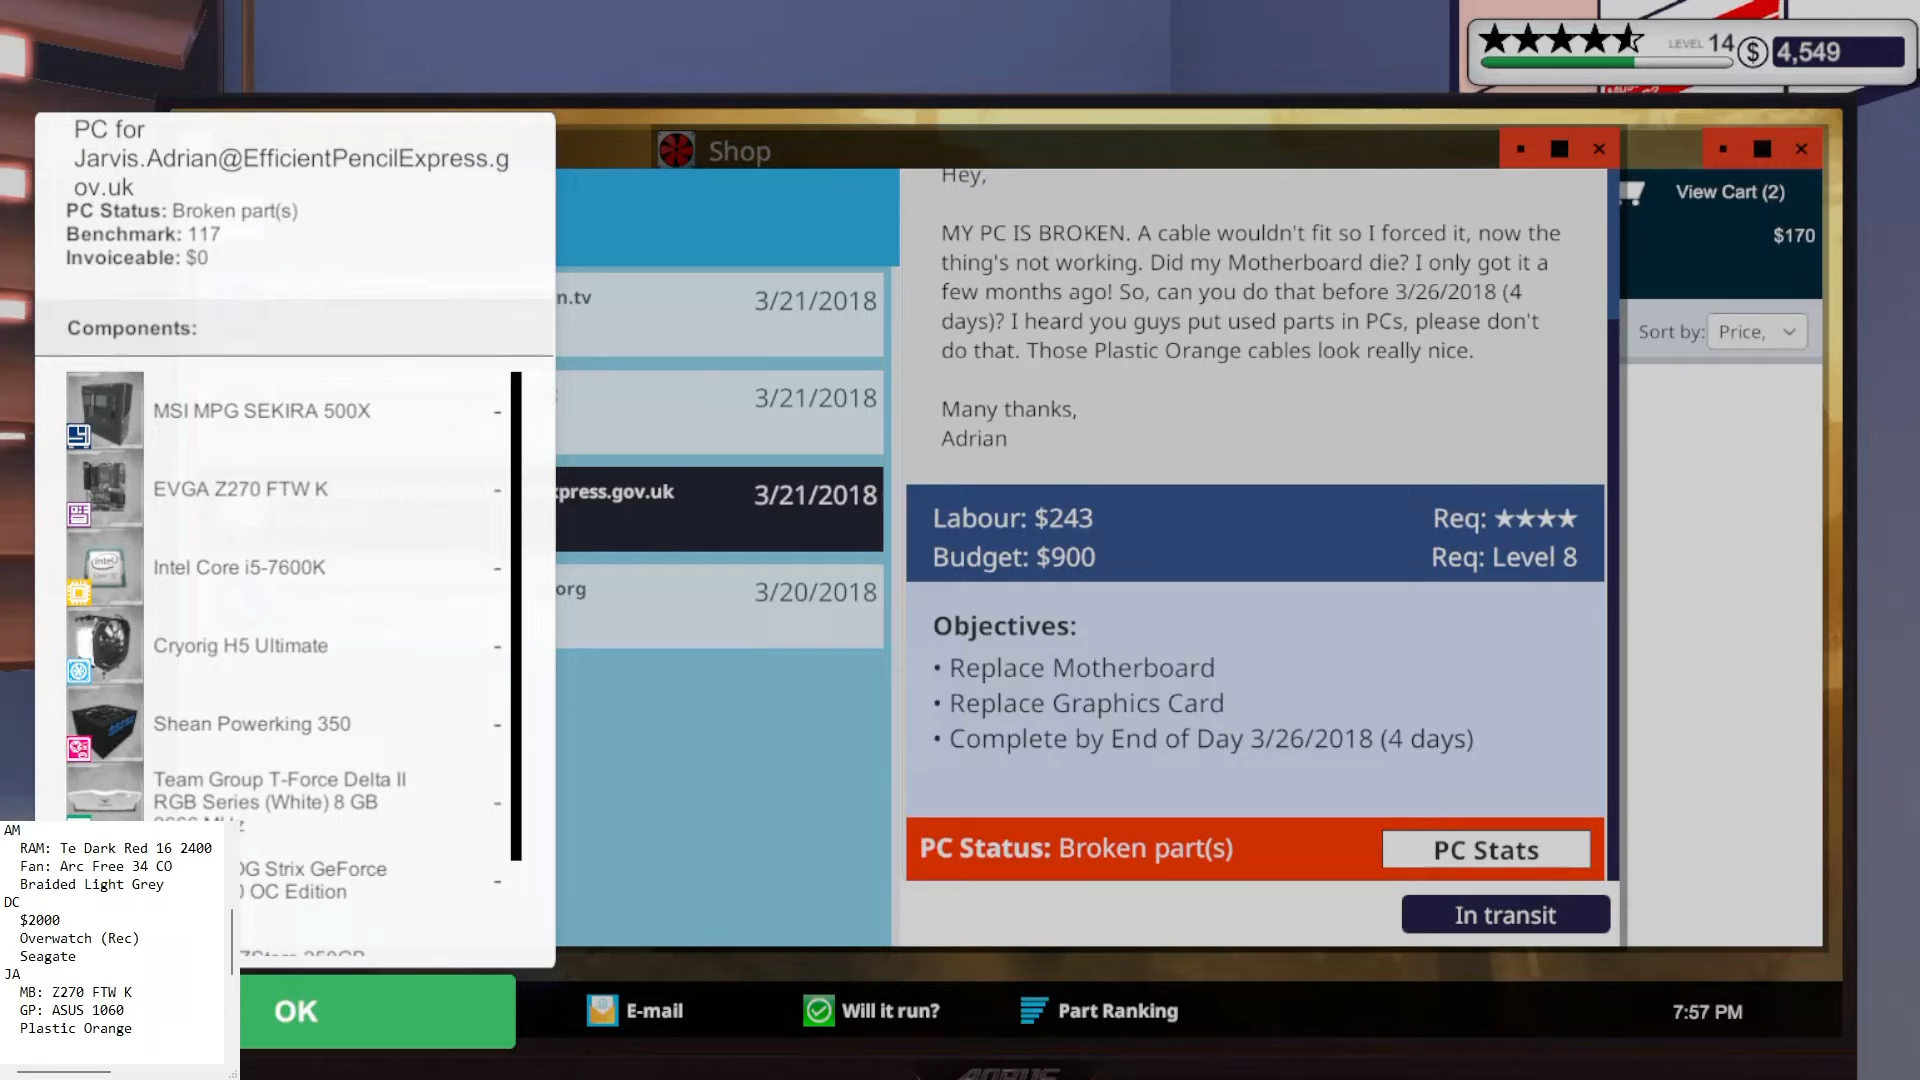 LEVEL 14
$
4,549
PC for
Jarvis.Adrian@EfficientPencilExpress.g
ov.uk
PC Status: Broken part(s)
Benchmark: 117
Invoiceable: $0
Components:
MSI MPG SEKIRA 500X -
EVGA Z270 FTW K -
Intel Core i5-7600K -
Cryorig H5 Ultimate -
Shean Powerking 350 -
Team Group T-Force Delta II
RGB Series (White) 8 GB -
OG Strix GeForce
OC Edition -
OK
AM
RAM: Te Dark Red 16 2400
Fan: Arc Free 34 CO
Braided Light Grey
DC
$2000
Overwatch (Rec)
Seagate
JA
MB: Z270 FTW K
GP: ASUS 1060
Plastic Orange
Shop
n.tv 3/21/2018
3/21/2018
xpress.gov.uk 3/21/2018
org 3/20/2018
Hey,
MY PC IS BROKEN. A cable wouldn't fit so I forced it, now the
thing's not working. Did my Motherboard die? I only got it a
few months ago! So, can you do that before 3/26/2018 (4
days)? I heard you guys put used parts in PCs, please don't
do that. Those Plastic Orange cables look really nice.
Many thanks,
Adrian
Labour: $243
Req: ★★★★
Budget: $900
Req: Level 8
Objectives:
• Replace Motherboard
• Replace Graphics Card
• Complete by End of Day 3/26/2018 (4 days)
PC Status: Broken part(s)
PC Stats
In transit
View Cart (2)
$170
Sort by: Price,
E-mail
Will it run?
Part Ranking
7:57 PM